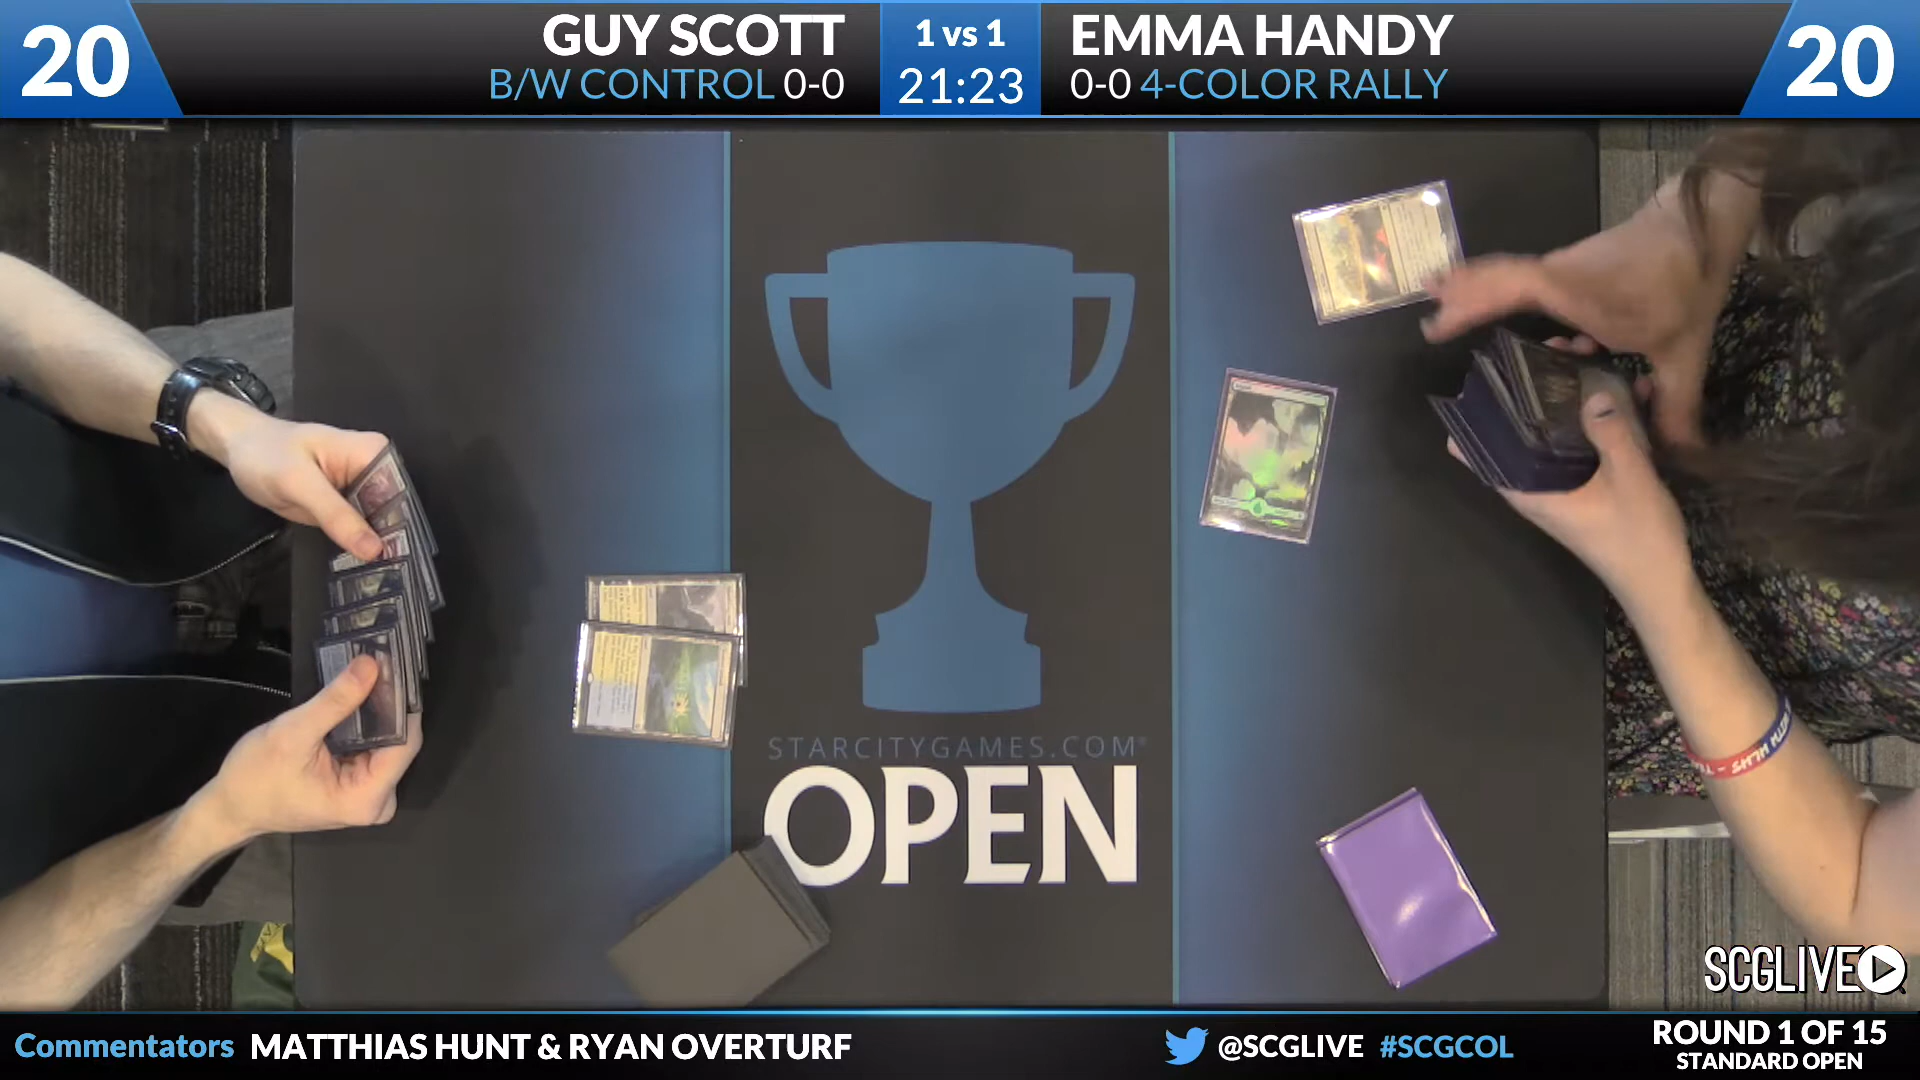 20
GUY SCOTT
B/W CONTROL 0-0
1 vs 1
21:23
EMMA HANDY
0-0 4-COLOR RALLY
20
STARCITYGAMES.COM
OPEN
SCGLIVE
Commentators MATTHIAS HUNT & RYAN OVERTURF
@SCGLIVE #SCGCOL
ROUND 1 OF 15
STANDARD OPEN